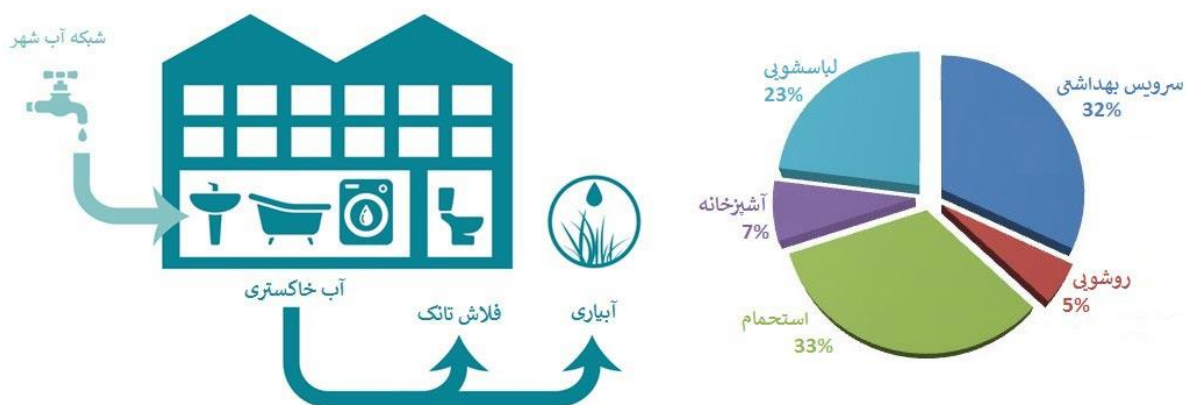 شبکه آب شهر
آب خاکستری
فلاش تانک
آبیاری
سرویس بهداشتی
32%
روشویی
5%
استحمام
33%
آشپزخانه
7%
لباسشویی
23%